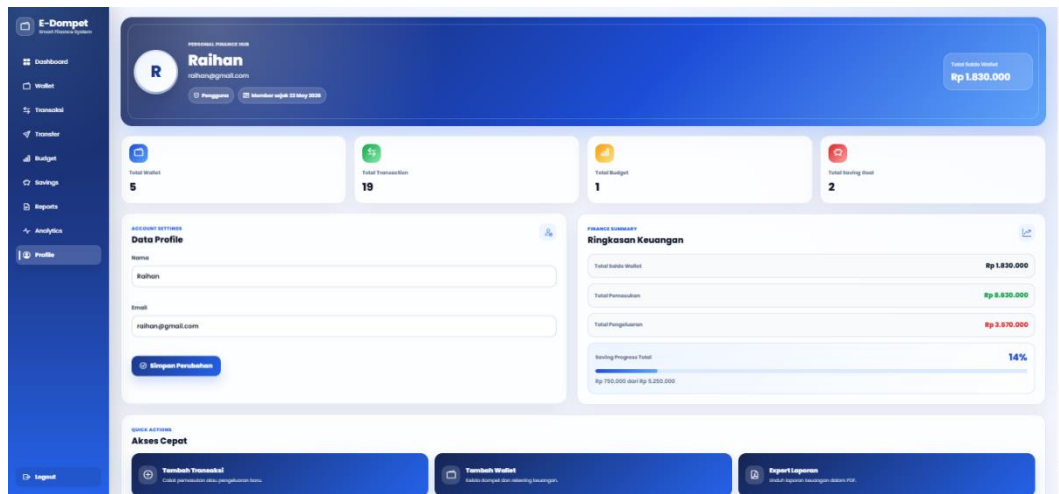 E-Dompet
Smart Finance System
Dashboard
Wallet
Transaksi
Transfer
Budget
Savings
Reports
Analytics
Profile
Logout
PERSONAL FINANCE HUB
R
Raihan
raihan@gmail.com
Pengguna
Member sejak 22 May 2026
Total Saldo Wallet
Rp 1.830.000
Total Wallet
5
Total Transaction
19
Total Budget
1
Total Saving Goal
2
ACCOUNT SETTINGS
Data Profile
Nama
Raihan
Email
raihan@gmail.com
Simpan Perubahan
FINANCE SUMMARY
Ringkasan Keuangan
Total Saldo Wallet
Rp 1.830.000
Total Pemasukan
Rp 8.830.000
Total Pengeluaran
Rp 3.570.000
Saving Progress Total
14%
Rp 750.000 dari Rp 5.250.000
QUICK ACTIONS
Akses Cepat
Tambah Transaksi
Catat pemasukan atau pengeluaran baru.
Tambah Wallet
Kelola dompet dan rekening keuangan.
Export Laporan
Unduh laporan keuangan dalam PDF.